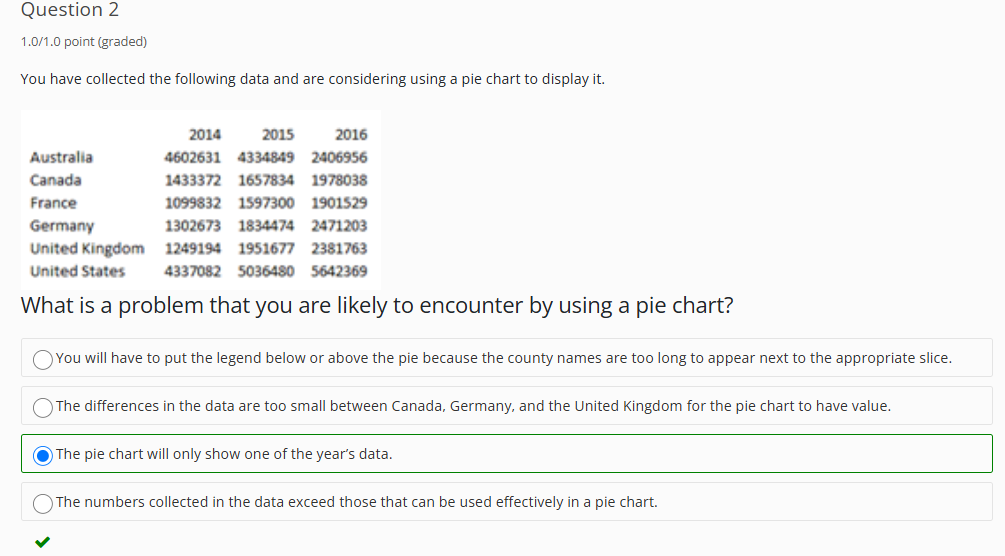 Question 2
1.0/1.0 point (graded)
You have collected the following data and are considering using a pie chart to display it.
2014 2015 2016
Australia 4602631 4334849 2406956
Canada 1433372 1657834 1978038
France 1099832 1597300 1901529
Germany 1302673 1834474 2471203
United Kingdom 1249194 1951677 2381763
United States 4337082 5036480 5642369
What is a problem that you are likely to encounter by using a pie chart?
You will have to put the legend below or above the pie because the county names are too long to appear next to the appropriate slice.
The differences in the data are too small between Canada, Germany, and the United Kingdom for the pie chart to have value.
The pie chart will only show one of the year's data.
The numbers collected in the data exceed those that can be used effectively in a pie chart.